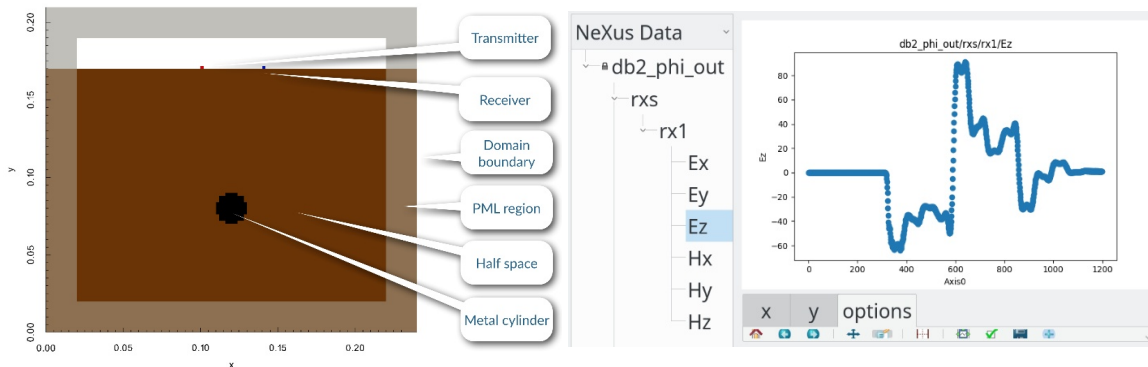 0.20
0.15
y
0.10
0.05
0.00
0.00
0.05
0.10
0.15
0.20
x
Transmitter
Receiver
Domain
boundary
PML region
Half space
Metal cylinder
NeXus Data
db2_phi_out
rxs
rx1
Ex
Ey
Ez
Hx
Hy
Hz
db2_phi_out/rxs/rx1/Ez
80
60
40
20
0
−20
−40
−60
Ez
0
200
400
600
800
1000
1200
Axis0
x
y
options